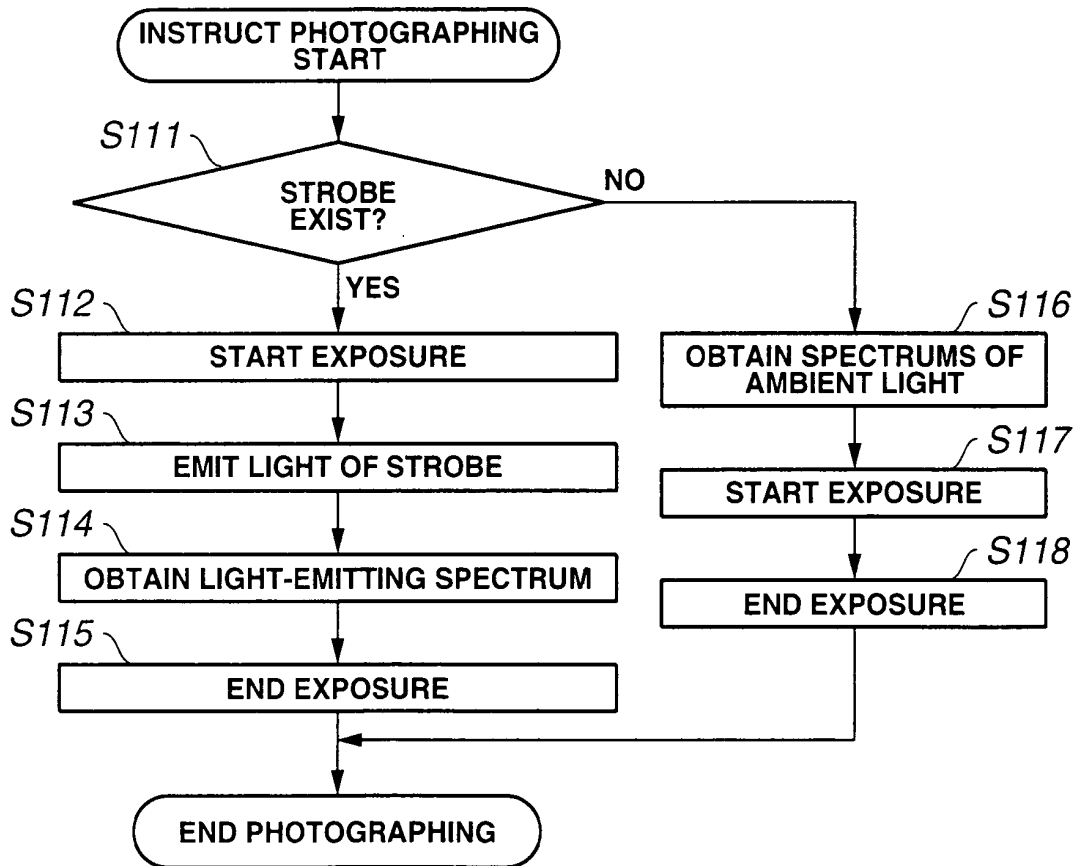 INSTRUCT PHOTOGRAPHING
START
S111
STROBE
EXIST?
NO
YES
S112
START EXPOSURE
S113
EMIT LIGHT OF STROBE
S114
OBTAIN LIGHT-EMITTING SPECTRUM
S115
END EXPOSURE
S116
OBTAIN SPECTRUMS OF
AMBIENT LIGHT
S117
START EXPOSURE
S118
END EXPOSURE
END PHOTOGRAPHING